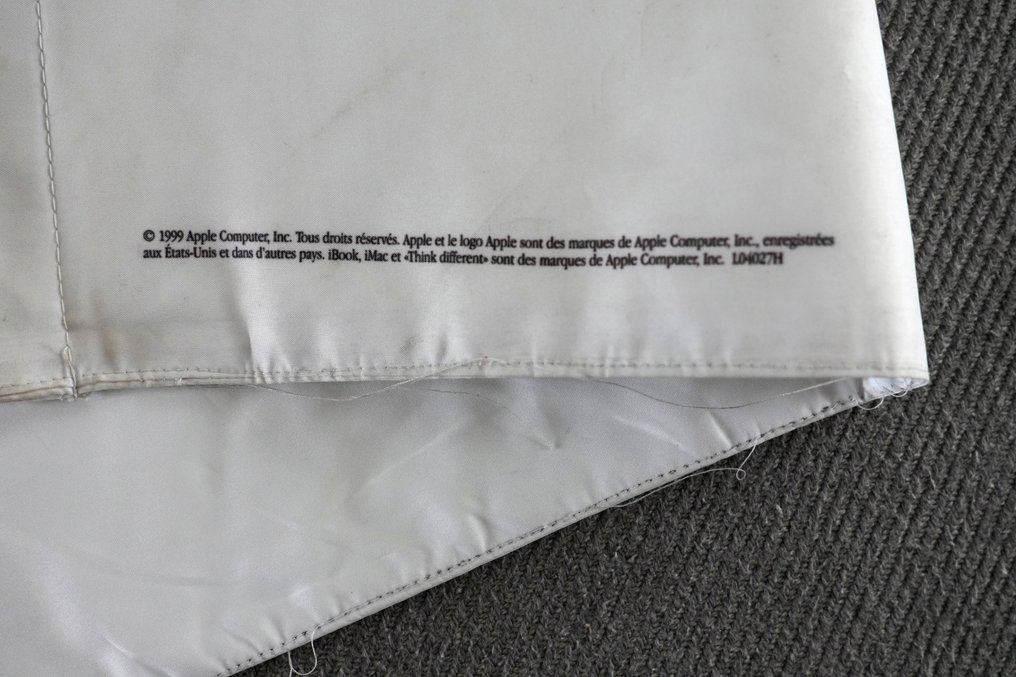 © 1999 Apple Computer, Inc. Tous droits réservés. Apple et le logo Apple sont des marques de Apple Computer, Inc., enregistrées
aux États-Unis et dans d'autres pays. iBook, iMac et «Think different» sont des marques de Apple Computer, Inc. L04027H